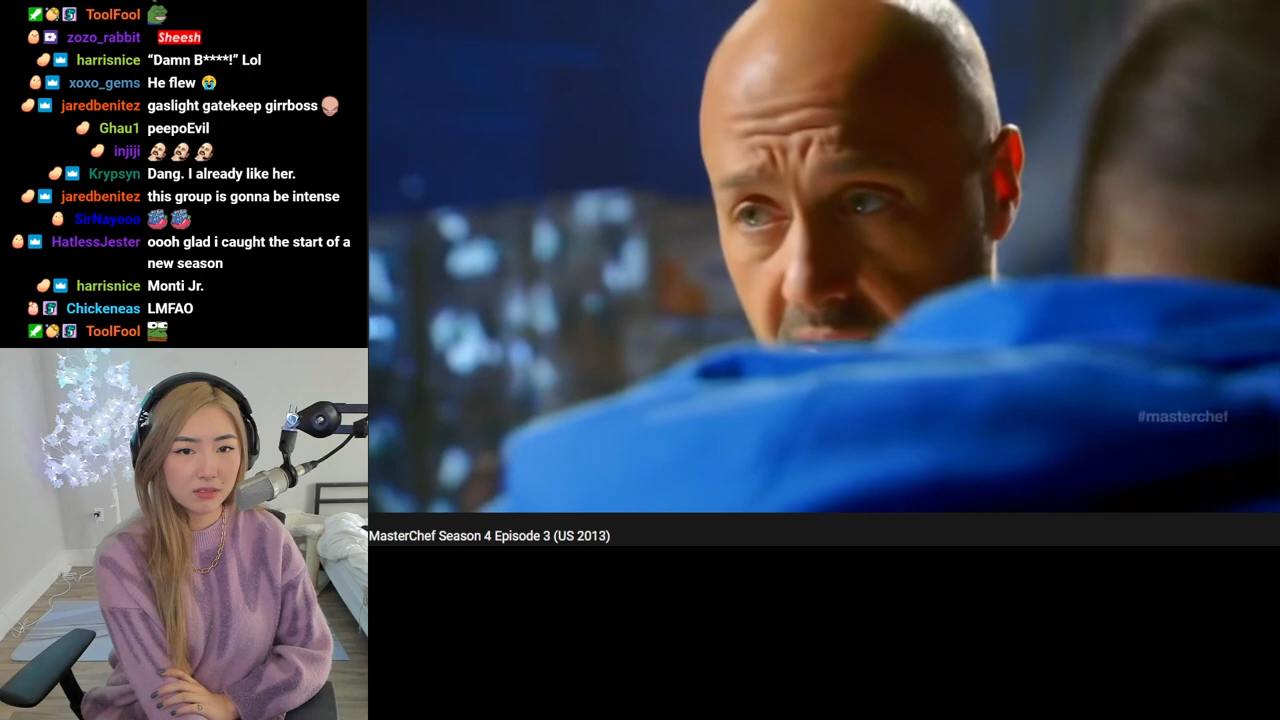 ToolFool
zozo_rabbit Sheesh
harrisnice “Damn B****!” Lol
xoxo_gems He flew
jaredbenitez gaslight gatekeep girrboss
Ghau1 peepoEvil
injiji
Krypsyn Dang. I already like her.
jaredbenitez this group is gonna be intense
SirNayooo
HatlessJester oooh glad i caught the start of a
new season
harrisnice Monti Jr.
Chickeneas LMFAO
ToolFool
#masterchef
MasterChef Season 4 Episode 3 (US 2013)